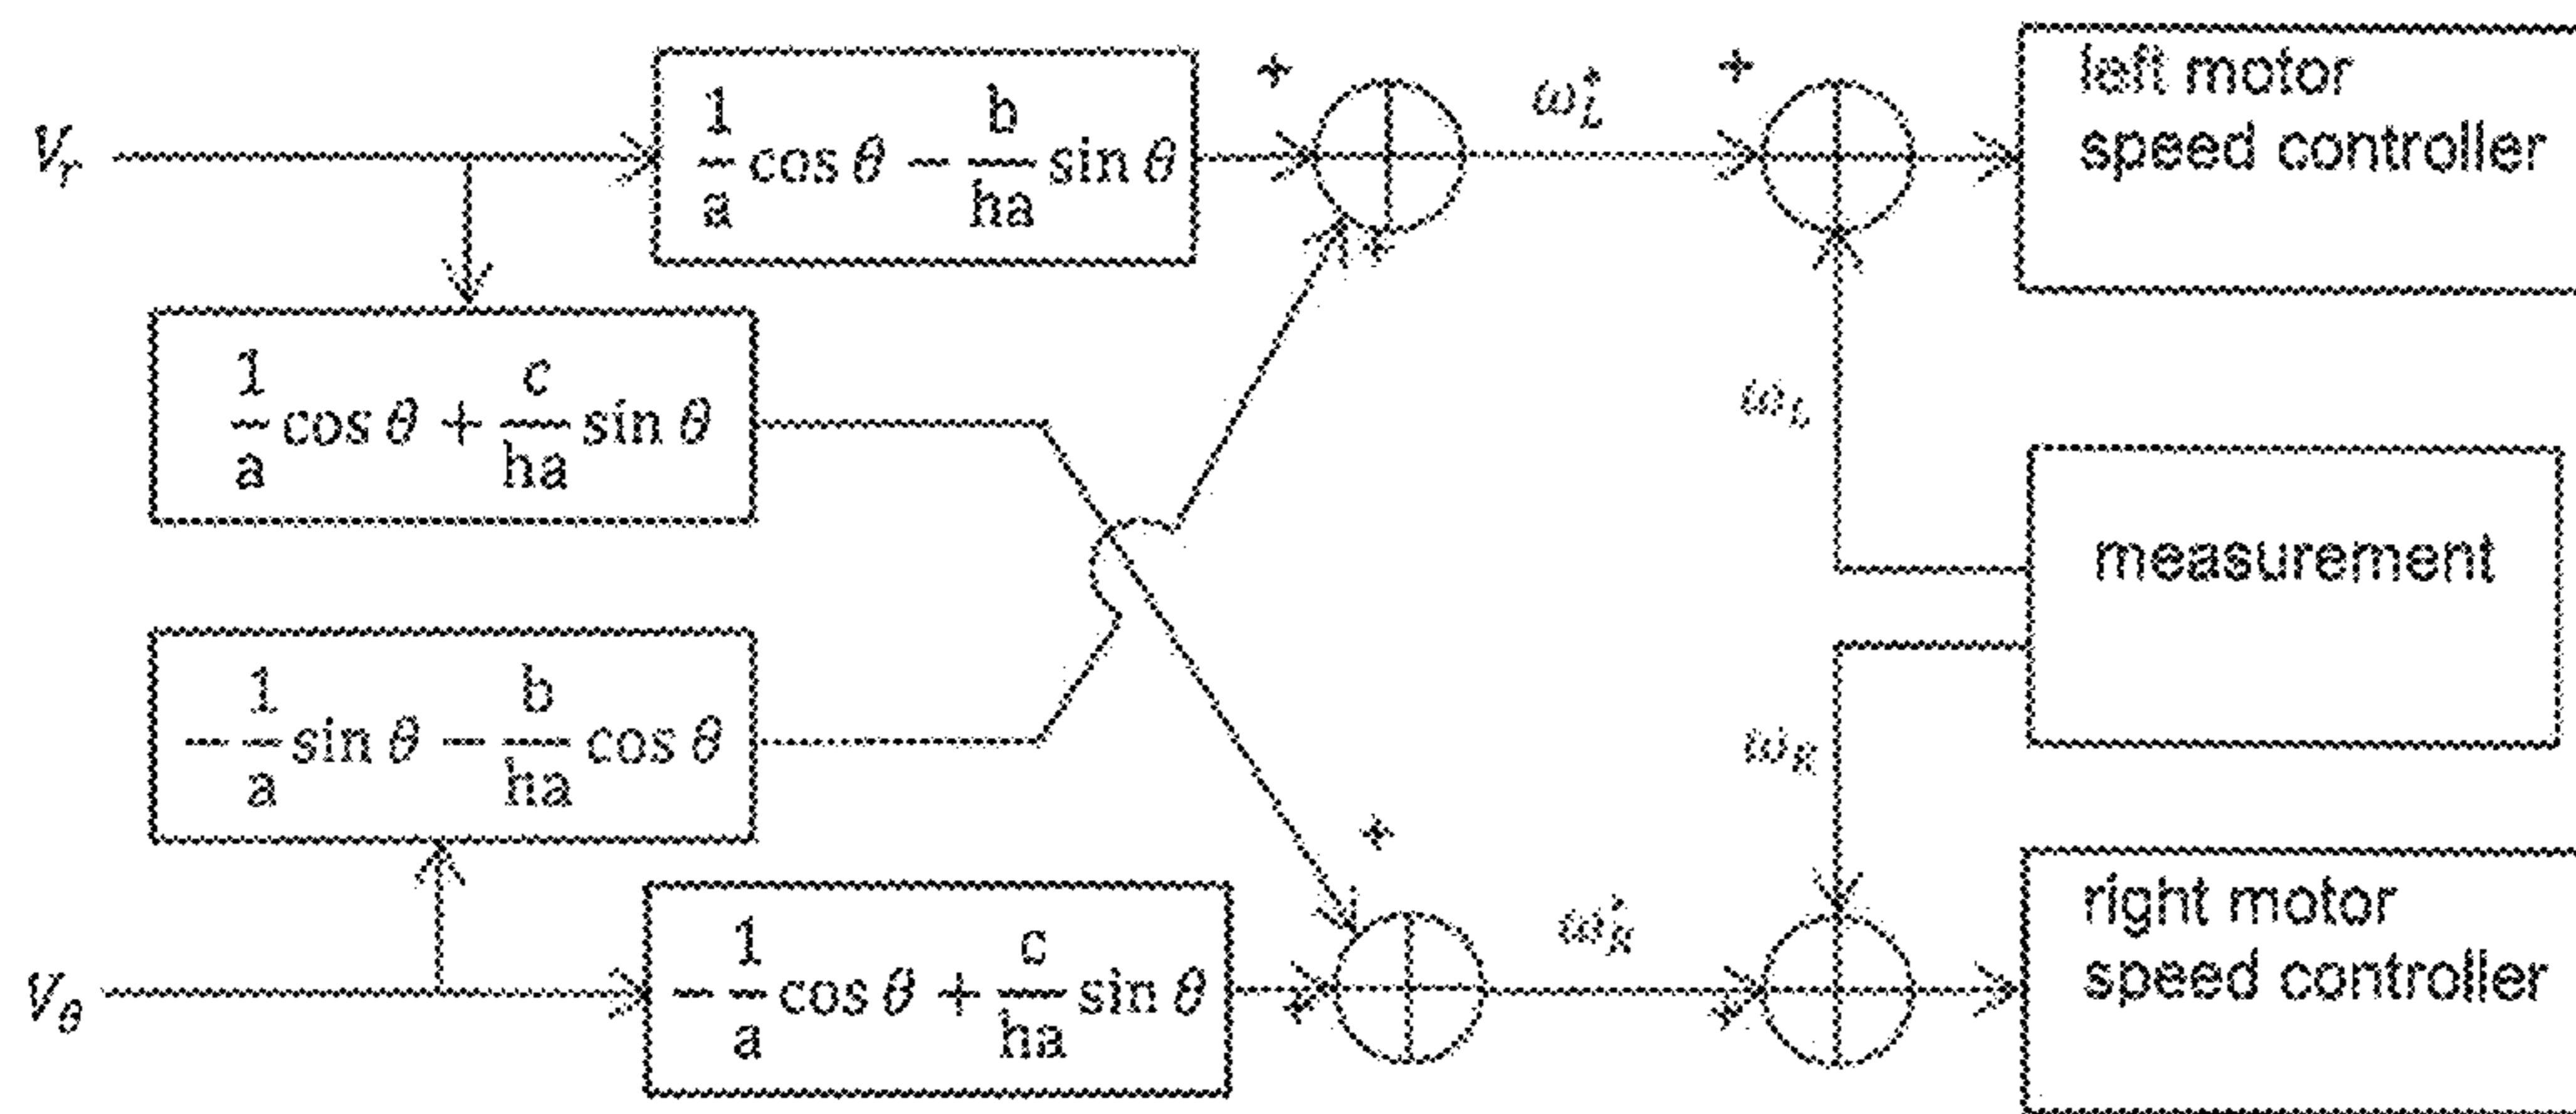 V_r
1/a cos θ − b/ha sin θ
+
ω_L^*
+
left motor
speed controller
1/a cos θ + c/ha sin θ
+
ω_L
measurement
−1/a sin θ − b/ha cos θ
ω_R
+
V_θ
−1/a cos θ + c/ha sin θ
+
ω_R^*
+
right motor
speed controller